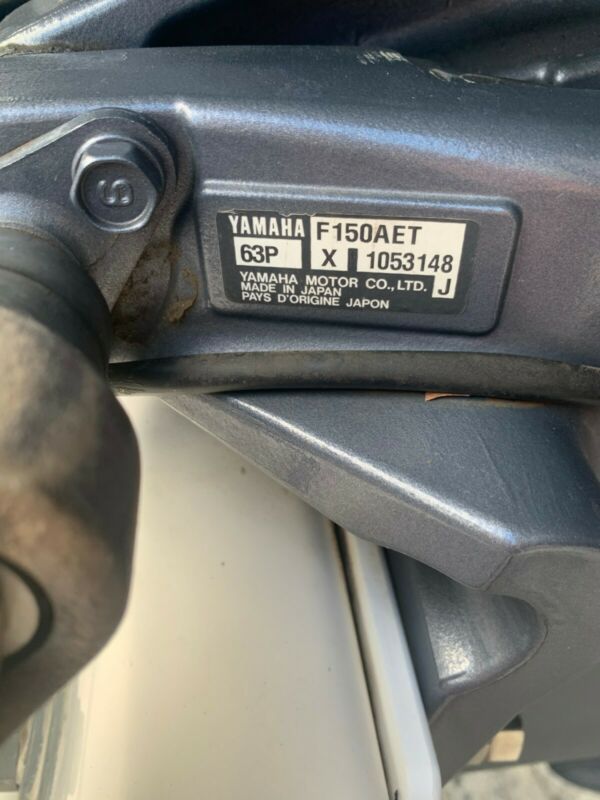 YAMAHA F150AET
63P X 1053148
YAMAHA MOTOR CO., LTD. J
MADE IN JAPAN
PAYS D'ORIGINE JAPON